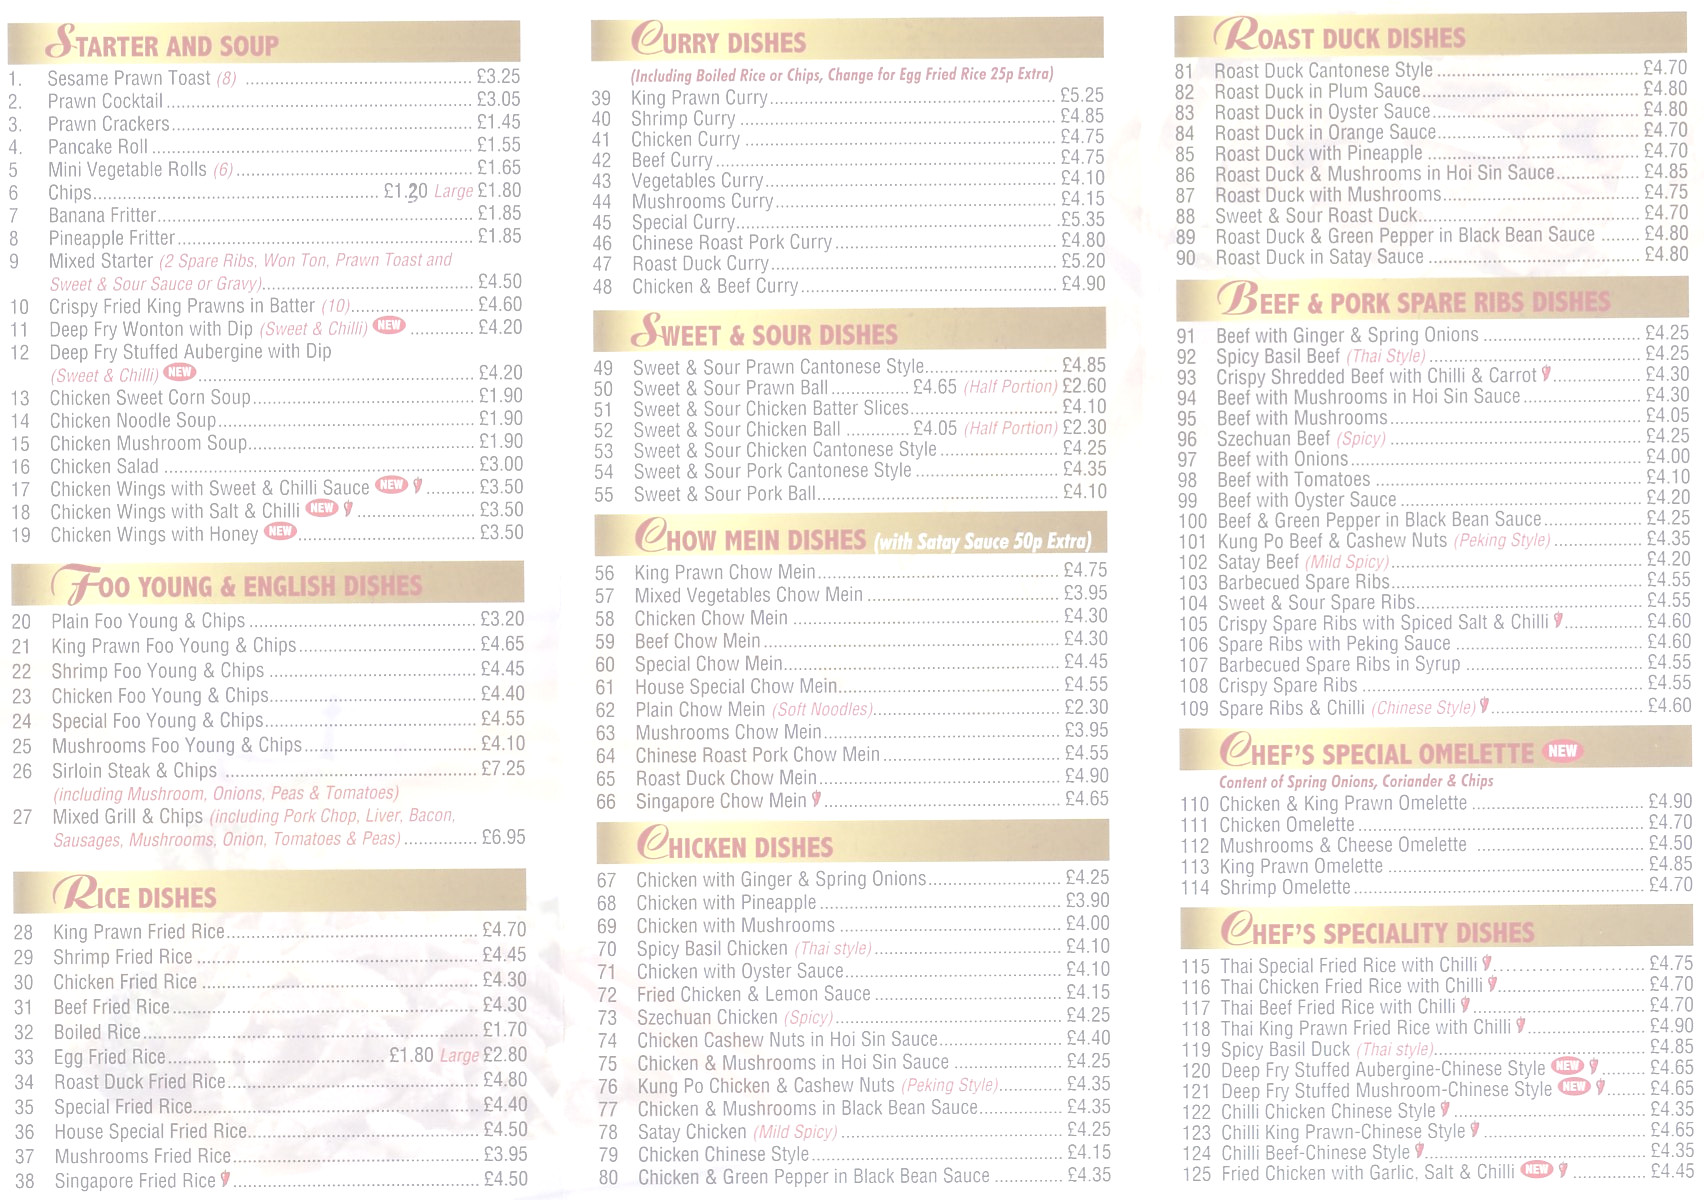 STARTER AND SOUP
1. Sesame Prawn Toast (8) £3.25
2. Prawn Cocktail £3.05
3. Prawn Crackers £1.45
4. Pancake Roll £1.55
5 Mini Vegetable Rolls (6) £1.65
6 Chips £1.20 Large £1.80
7 Banana Fritter £1.85
8 Pineapple Fritter £1.85
9 Mixed Starter (2 Spare Ribs, Won Ton, Prawn Toast and
Sweet & Sour Sauce or Gravy) £4.50
10 Crispy Fried King Prawns in Batter (10) £4.60
11 Deep Fry Wonton with Dip (Sweet & Chilli) NEW £4.20
12 Deep Fry Stuffed Aubergine with Dip
(Sweet & Chilli) NEW £4.20
13 Chicken Sweet Corn Soup £1.90
14 Chicken Noodle Soup £1.90
15 Chicken Mushroom Soup £1.90
16 Chicken Salad £3.00
17 Chicken Wings with Sweet & Chilli Sauce NEW £3.50
18 Chicken Wings with Salt & Chilli NEW £3.50
19 Chicken Wings with Honey NEW £3.50
FOO YOUNG & ENGLISH DISHES
20 Plain Foo Young & Chips £3.20
21 King Prawn Foo Young & Chips £4.65
22 Shrimp Foo Young & Chips £4.45
23 Chicken Foo Young & Chips £4.40
24 Special Foo Young & Chips £4.55
25 Mushrooms Foo Young & Chips £4.10
26 Sirloin Steak & Chips £7.25
(including Mushroom, Onions, Peas & Tomatoes)
27 Mixed Grill & Chips (including Pork Chop, Liver, Bacon,
Sausages, Mushrooms, Onion, Tomatoes & Peas) £6.95
RICE DISHES
28 King Prawn Fried Rice £4.70
29 Shrimp Fried Rice £4.45
30 Chicken Fried Rice £4.30
31 Beef Fried Rice £4.30
32 Boiled Rice £1.70
33 Egg Fried Rice £1.80 Large £2.80
34 Roast Duck Fried Rice £4.80
35 Special Fried Rice £4.40
36 House Special Fried Rice £4.50
37 Mushrooms Fried Rice £3.95
38 Singapore Fried Rice £4.50
CURRY DISHES
(Including Boiled Rice or Chips, Change for Egg Fried Rice 25p Extra)
39 King Prawn Curry £5.25
40 Shrimp Curry £4.85
41 Chicken Curry £4.75
42 Beef Curry £4.75
43 Vegetables Curry £4.10
44 Mushrooms Curry £4.15
45 Special Curry £5.35
46 Chinese Roast Pork Curry £4.80
47 Roast Duck Curry £5.20
48 Chicken & Beef Curry £4.90
SWEET & SOUR DISHES
49 Sweet & Sour Prawn Cantonese Style £4.85
50 Sweet & Sour Prawn Ball £4.65 (Half Portion) £2.60
51 Sweet & Sour Chicken Batter Slices £4.10
52 Sweet & Sour Chicken Ball £4.05 (Half Portion) £2.30
53 Sweet & Sour Chicken Cantonese Style £4.25
54 Sweet & Sour Pork Cantonese Style £4.35
55 Sweet & Sour Pork Ball £4.10
CHOW MEIN DISHES (with Satay Sauce 50p Extra)
56 King Prawn Chow Mein £4.75
57 Mixed Vegetables Chow Mein £3.95
58 Chicken Chow Mein £4.30
59 Beef Chow Mein £4.30
60 Special Chow Mein £4.45
61 House Special Chow Mein £4.55
62 Plain Chow Mein (Soft Noodles) £2.30
63 Mushrooms Chow Mein £3.95
64 Chinese Roast Pork Chow Mein £4.55
65 Roast Duck Chow Mein £4.90
66 Singapore Chow Mein £4.65
CHICKEN DISHES
67 Chicken with Ginger & Spring Onions £4.25
68 Chicken with Pineapple £3.90
69 Chicken with Mushrooms £4.00
70 Spicy Basil Chicken (Thai style) £4.10
71 Chicken with Oyster Sauce £4.10
72 Fried Chicken & Lemon Sauce £4.15
73 Szechuan Chicken (Spicy) £4.25
74 Chicken Cashew Nuts in Hoi Sin Sauce £4.40
75 Chicken & Mushrooms in Hoi Sin Sauce £4.25
76 Kung Po Chicken & Cashew Nuts (Peking Style) £4.35
77 Chicken & Mushrooms in Black Bean Sauce £4.35
78 Satay Chicken (Mild Spicy) £4.25
79 Chicken Chinese Style £4.15
80 Chicken & Green Pepper in Black Bean Sauce £4.35
ROAST DUCK DISHES
81 Roast Duck Cantonese Style £4.70
82 Roast Duck in Plum Sauce £4.80
83 Roast Duck in Oyster Sauce £4.80
84 Roast Duck in Orange Sauce £4.70
85 Roast Duck with Pineapple £4.70
86 Roast Duck & Mushrooms in Hoi Sin Sauce £4.85
87 Roast Duck with Mushrooms £4.75
88 Sweet & Sour Roast Duck £4.70
89 Roast Duck & Green Pepper in Black Bean Sauce £4.80
90 Roast Duck in Satay Sauce £4.80
BEEF & PORK SPARE RIBS DISHES
91 Beef with Ginger & Spring Onions £4.25
92 Spicy Basil Beef (Thai Style) £4.25
93 Crispy Shredded Beef with Chilli & Carrot £4.30
94 Beef with Mushrooms in Hoi Sin Sauce £4.30
95 Beef with Mushrooms £4.05
96 Szechuan Beef (Spicy) £4.25
97 Beef with Onions £4.00
98 Beef with Tomatoes £4.10
99 Beef with Oyster Sauce £4.20
100 Beef & Green Pepper in Black Bean Sauce £4.25
101 Kung Po Beef & Cashew Nuts (Peking Style) £4.35
102 Satay Beef (Mild Spicy) £4.20
103 Barbecued Spare Ribs £4.55
104 Sweet & Sour Spare Ribs £4.55
105 Crispy Spare Ribs with Spiced Salt & Chilli £4.60
106 Spare Ribs with Peking Sauce £4.60
107 Barbecued Spare Ribs in Syrup £4.55
108 Crispy Spare Ribs £4.55
109 Spare Ribs & Chilli (Chinese Style) £4.60
CHEF'S SPECIAL OMELETTE NEW
Content of Spring Onions, Coriander & Chips
110 Chicken & King Prawn Omelette £4.90
111 Chicken Omelette £4.70
112 Mushrooms & Cheese Omelette £4.50
113 King Prawn Omelette £4.85
114 Shrimp Omelette £4.70
CHEF'S SPECIALITY DISHES
115 Thai Special Fried Rice with Chilli £4.75
116 Thai Chicken Fried Rice with Chilli £4.70
117 Thai Beef Fried Rice with Chilli £4.70
118 Thai King Prawn Fried Rice with Chilli £4.90
119 Spicy Basil Duck (Thai style) £4.85
120 Deep Fry Stuffed Aubergine-Chinese Style NEW £4.65
121 Deep Fry Stuffed Mushroom-Chinese Style NEW £4.65
122 Chilli Chicken Chinese Style £4.35
123 Chilli King Prawn-Chinese Style £4.65
124 Chilli Beef-Chinese Style £4.35
125 Fried Chicken with Garlic, Salt & Chilli NEW £4.45